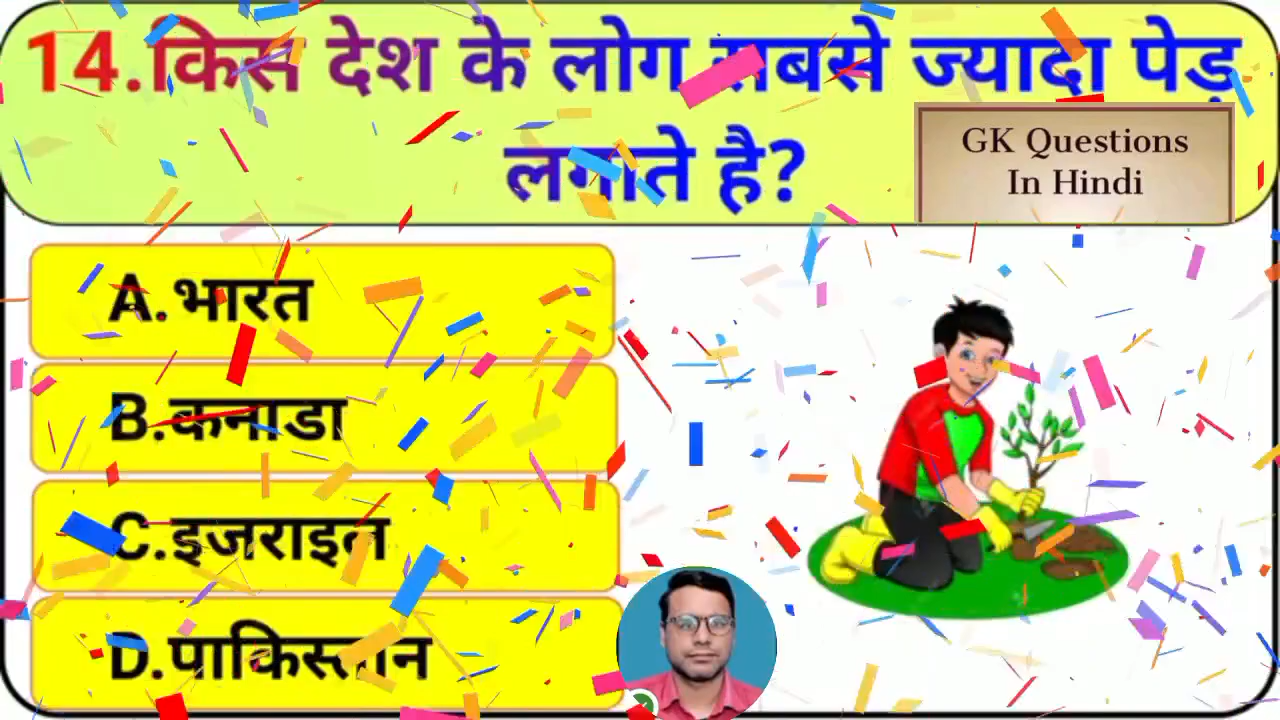 14.किस देश के लोग सबसे ज्यादा पेड़
लगाते है?
GK Questions
In Hindi
A.भारत
B.कनाडा
C.इजराइल
D.पाकिस्तान